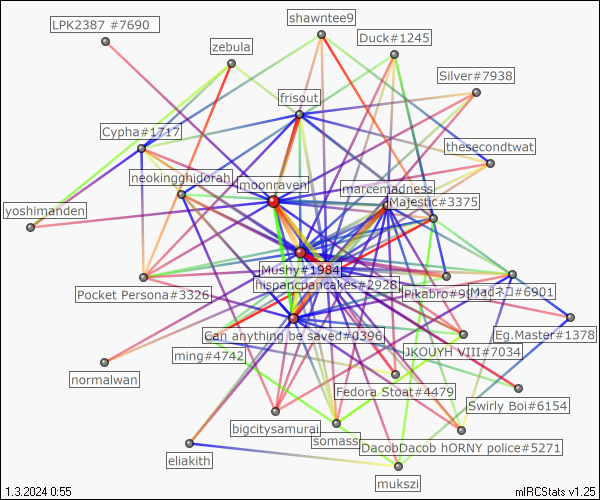 LPK2387 #7690
shawntee9
zebula
Duck#1245
Silver#7938
frisout
Cypha#1717
thesecondtwat
neokingghidorah
moonraven
marcemadness
Majestic#3375
yoshimanden
Mushy#1984
hispancpancakes#2928
Pocket Persona#3326
Madネコ#6901
Can anything be saved#0396
Eg.Master#1378
ming#4742
JKOUYH VIII#7034
normalwan
Fedora Stoat#4479
Swirly Boi#6154
bigcitysamurai
somass
DacobDacob hORNY police#5271
eliakith
mukszi
1.3.2024 0:55
mIRCStats v1.25